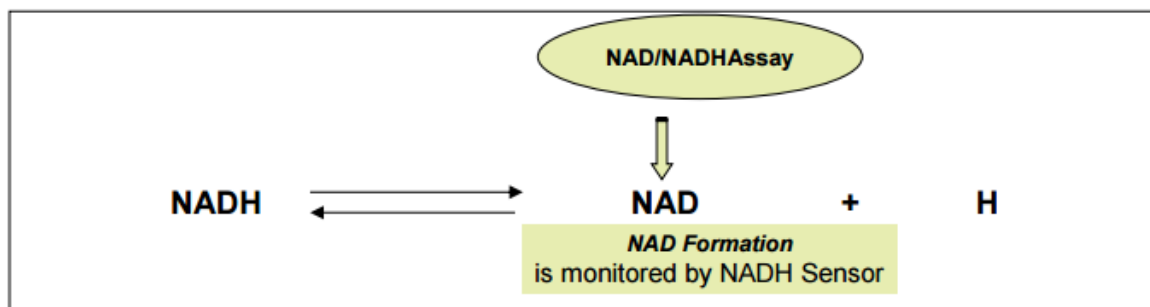 NAD/NADHAssay
NADH NAD + H
NAD Formation
is monitored by NADH Sensor